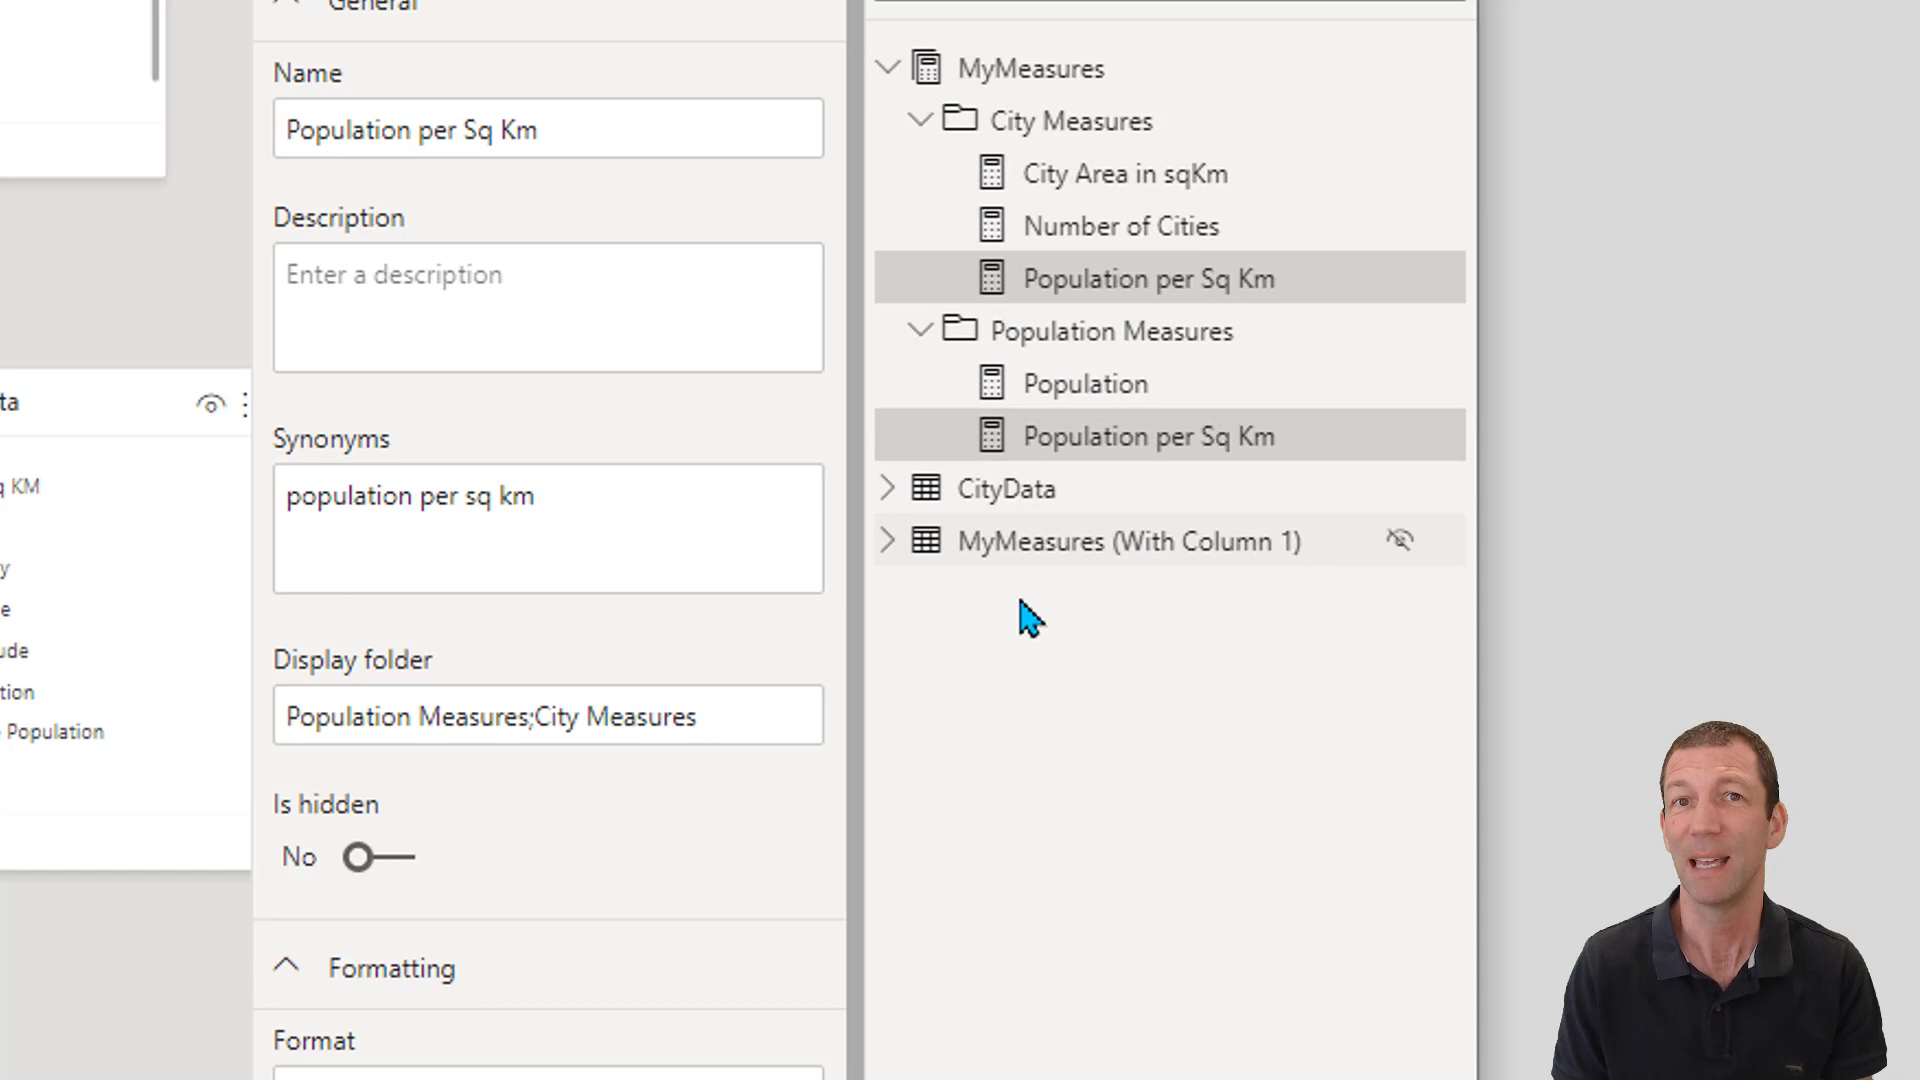 General
Name
Population per Sq Km
Description
Enter a description
Synonyms
population per sq km
Display folder
Population Measures;City Measures
Is hidden
No
Formatting
Format
MyMeasures
City Measures
City Area in sqKm
Number of Cities
Population per Sq Km
Population Measures
Population
Population per Sq Km
CityData
MyMeasures (With Column 1)
ta
q KM
y
e
ude
tion
Population